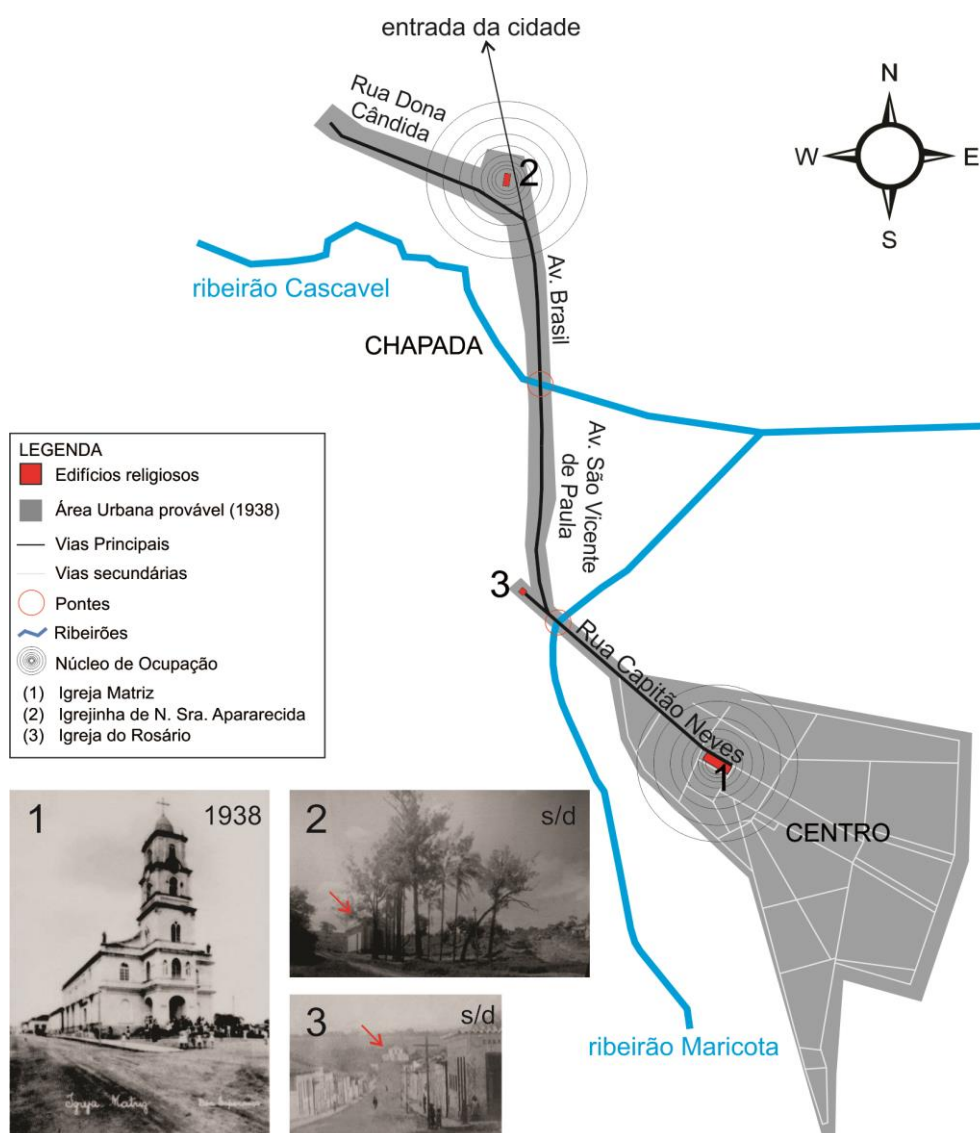 entrada da cidade
Rua Dona
Cândida
2
N
W
E
S
ribeirão Cascavel
Av. Brasil
CHAPADA
Av. São Vicente
de Paula
3
Rua Capitão Neves
1
CENTRO
ribeirão Maricota
LEGENDA
Edifícios religiosos
Área Urbana provável (1938)
Vias Principais
Vias secundárias
Pontes
Ribeirões
Núcleo de Ocupação
(1) Igreja Matriz
(2) Igrejinha de N. Sra. Apararecida
(3) Igreja do Rosário
1
1938
Igreja Matriz
2
s/d
3
s/d